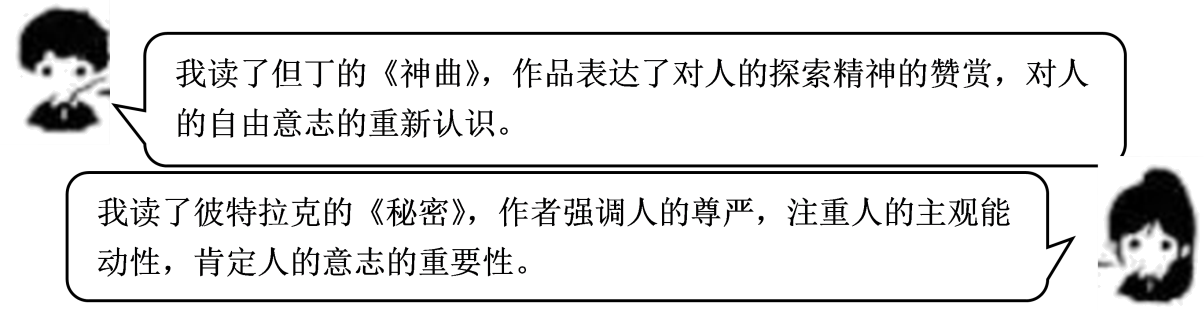 我读了但丁的《神曲》，作品表达了对人的探索精神的赞赏，对人
的自由意志的重新认识。
我读了彼特拉克的《秘密》，作者强调人的尊严，注重人的主观能
动性，肯定人的意志的重要性。